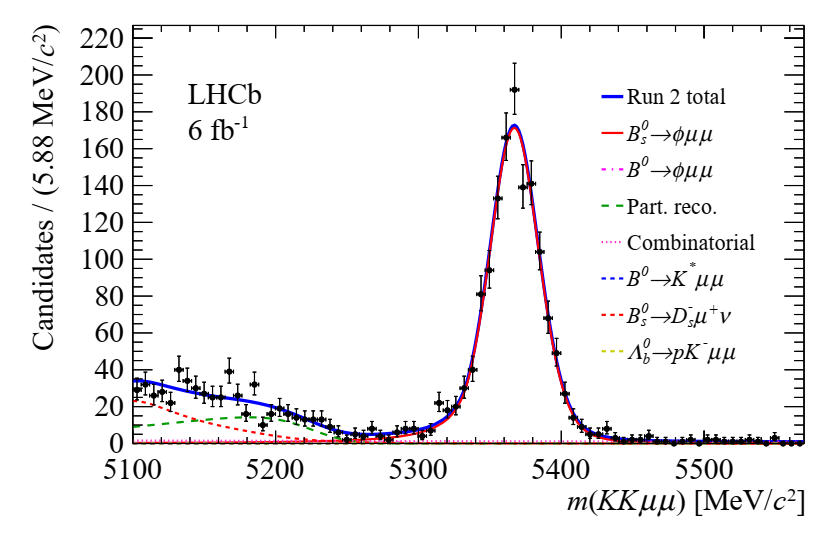 Candidates / (5.88 MeV/c²)
220
200
180
160
140
120
100
80
60
40
20
0
LHCb
6 fb⁻¹
Run 2 total
B⁰ₛ→ϕμμ
B⁰→ϕμμ
Part. reco.
Combinatorial
B⁰→K*μμ
B⁰ₛ→Dₛ⁻μ⁺ν
Λ⁰b→pK⁻μμ
5100 5200 5300 5400 5500
m(KKμμ) [MeV/c²]